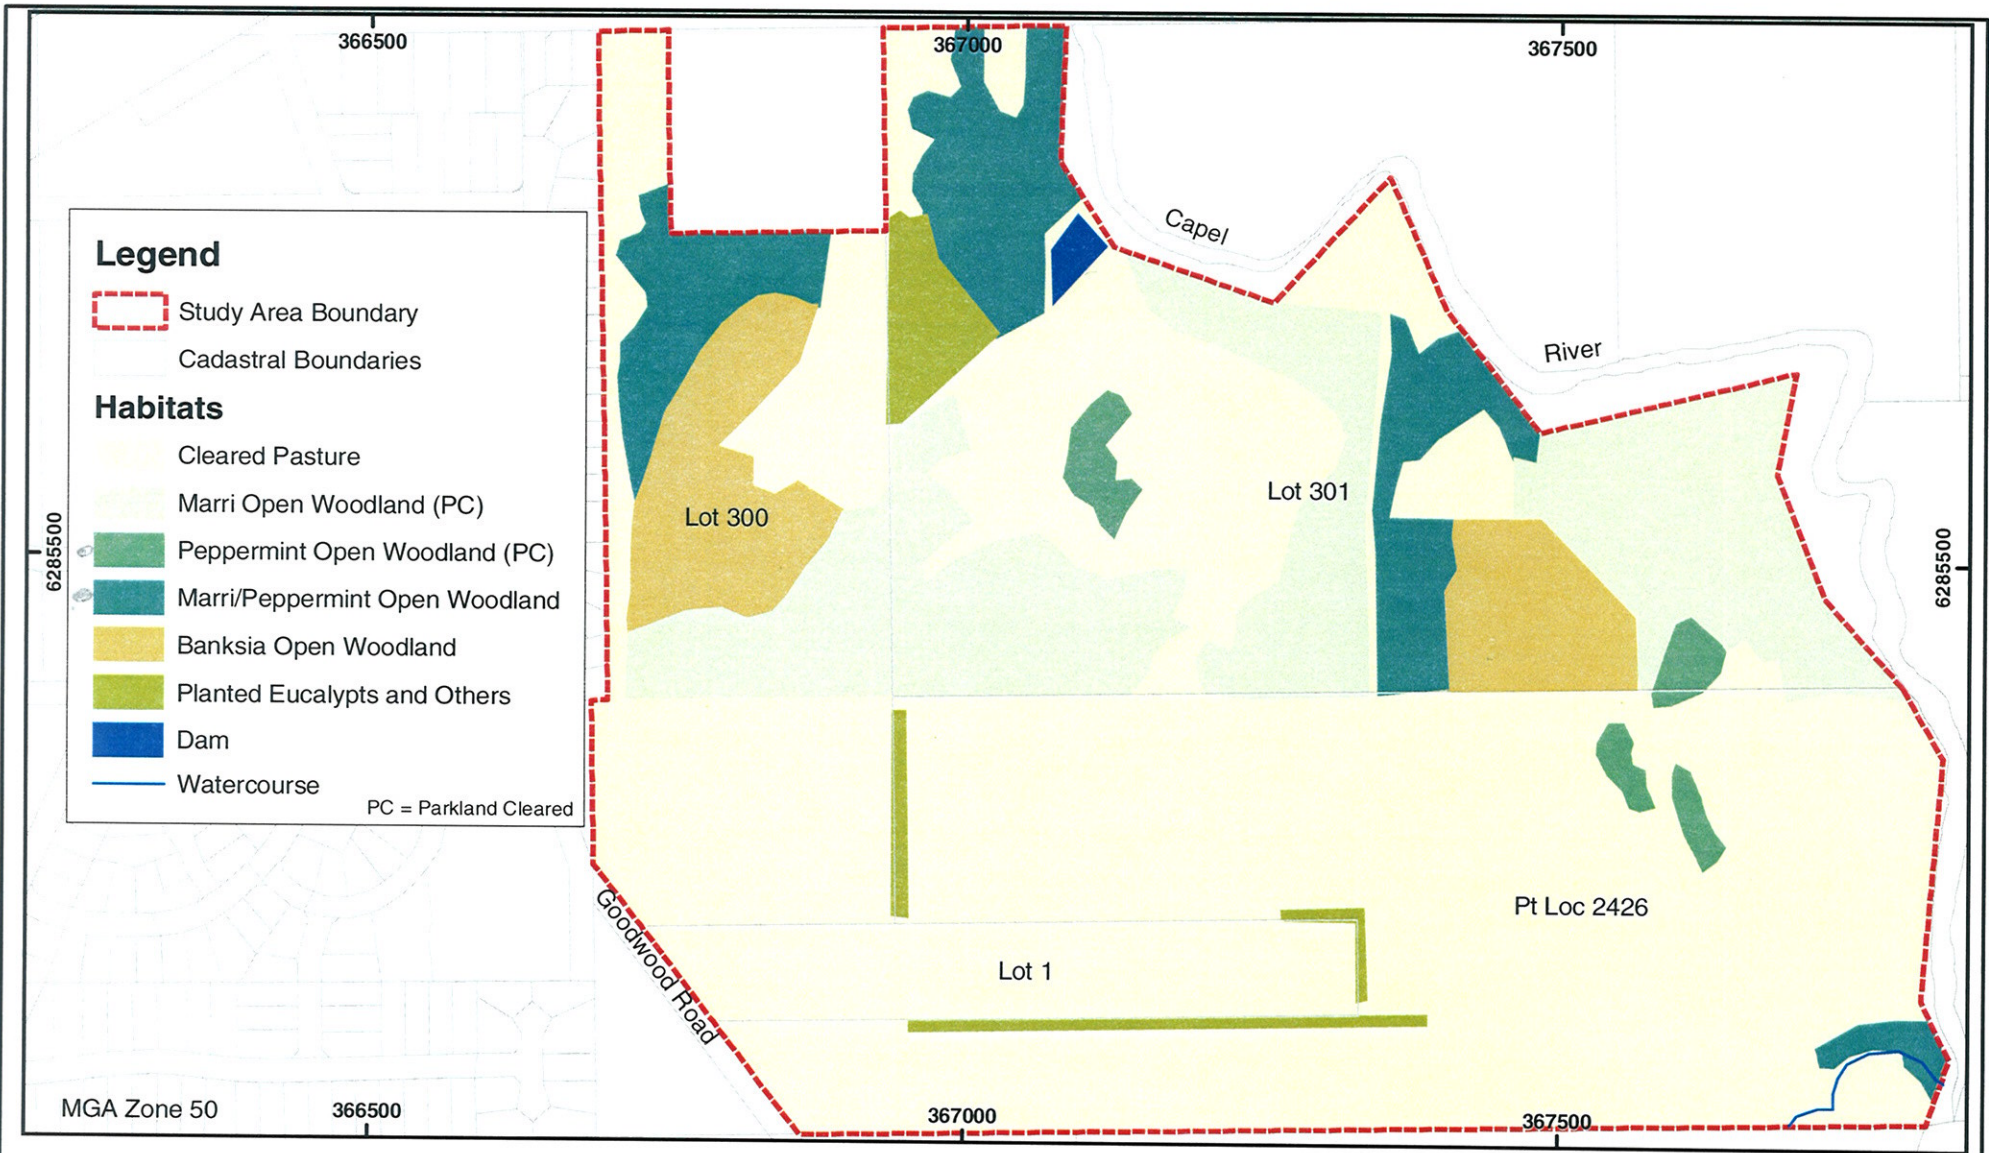 366500
367000
367500
Capel
River
Legend
Study Area Boundary
Cadastral Boundaries
Habitats
Cleared Pasture
Marri Open Woodland (PC)
Peppermint Open Woodland (PC)
Marri/Peppermint Open Woodland
Banksia Open Woodland
Planted Eucalypts and Others
Dam
Watercourse
PC = Parkland Cleared
6285500
6285500
Lot 300
Lot 301
Pt Loc 2426
Lot 1
Goodwood Road
MGA Zone 50
366500
367000
367500